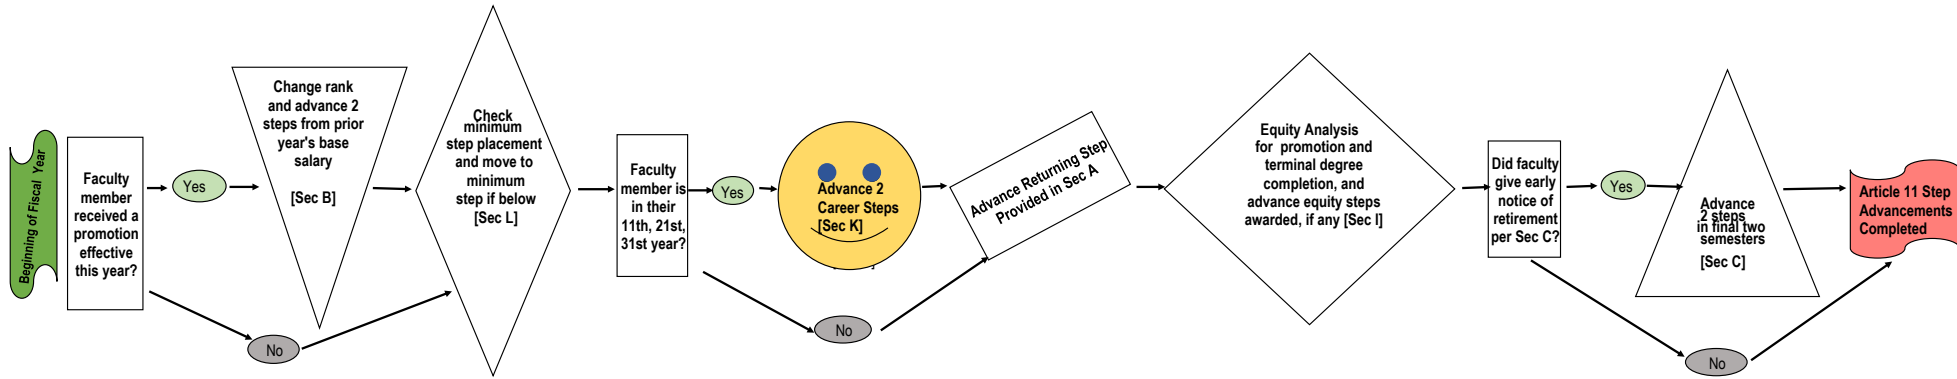 Beginning of Fiscal Year
Faculty
member
received a
promotion
effective
this year?
Yes
No
Change rank
and advance 2
steps from prior
year's base
salary
[Sec B]
Check
minimum
step placement
and move to
minimum
step if below
[Sec L]
Faculty
member is
in their
11th, 21st,
31st year?
Yes
No
Advance 2
Career Steps
[Sec K]
Advance Returning Step
Provided in Sec A
Equity Analysis
for promotion and
terminal degree
completion, and
advance equity steps
awarded, if any [Sec I]
Did faculty
give early
notice of
retirement
per Sec C?
Yes
No
Advance
2 steps
in final two
semesters
[Sec C]
Article 11 Step
Advancements
Completed